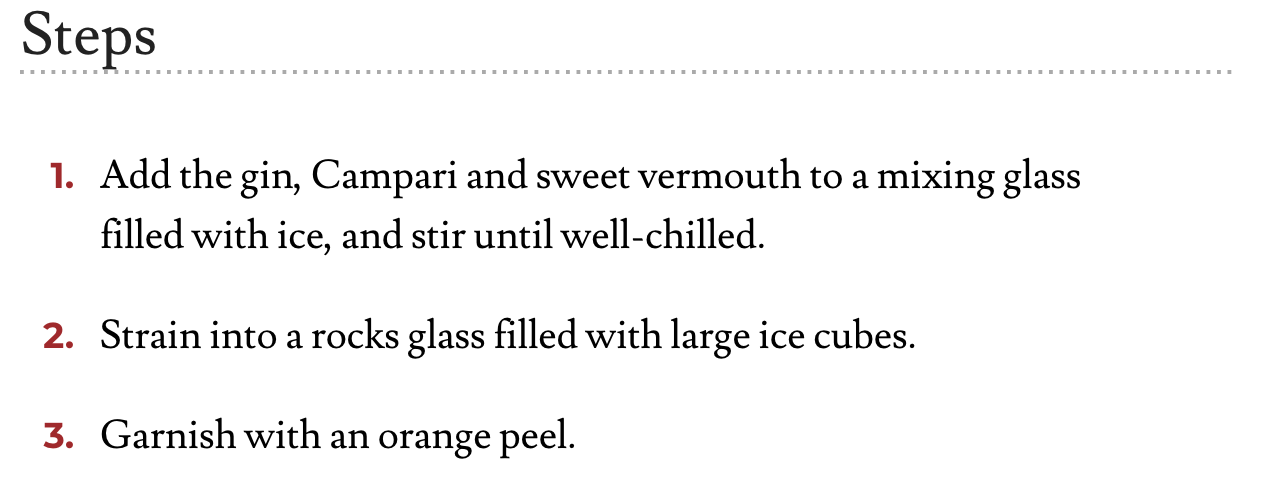 Steps
1. Add the gin, Campari and sweet vermouth to a mixing glass
filled with ice, and stir until well-chilled.
2. Strain into a rocks glass filled with large ice cubes.
3. Garnish with an orange peel.